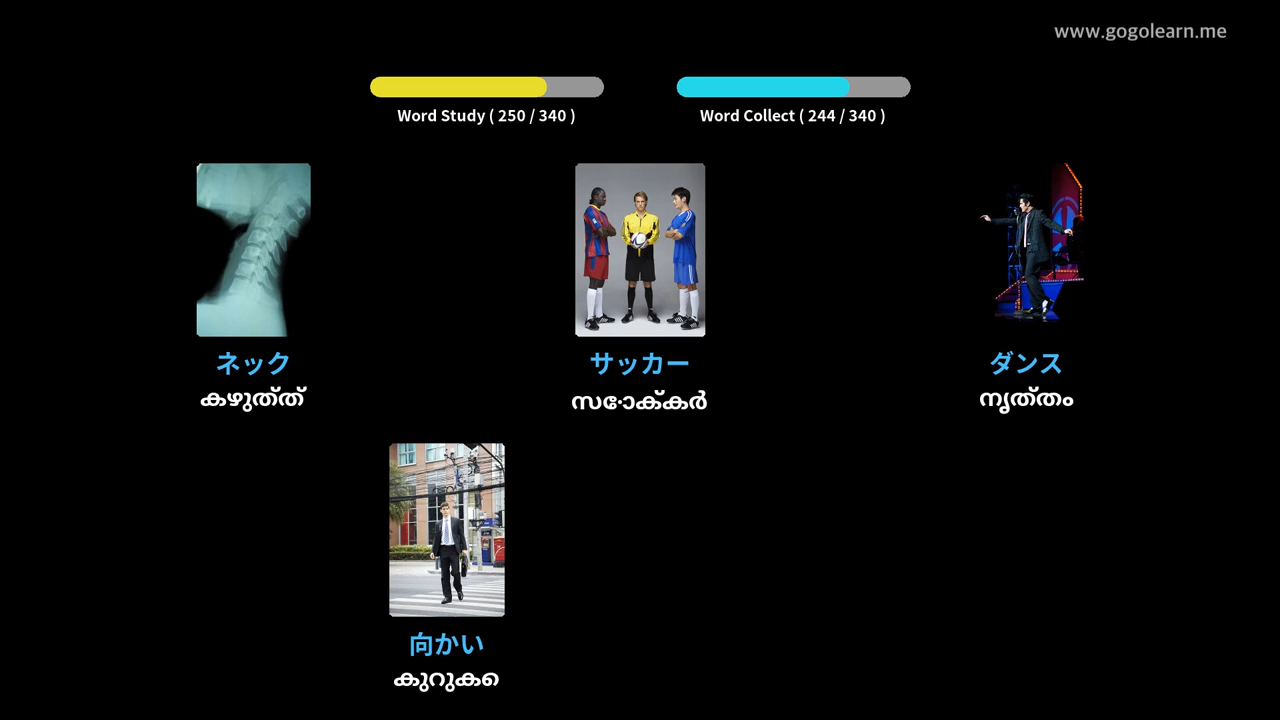 www.gogolearn.me
Word Study ( 250 / 340 )
Word Collect ( 244 / 340 )
ネック
കഴുത്ത്
サッカー
സോക്കർ
ダンス
നൃത്തം
向かい
കുറുകെ